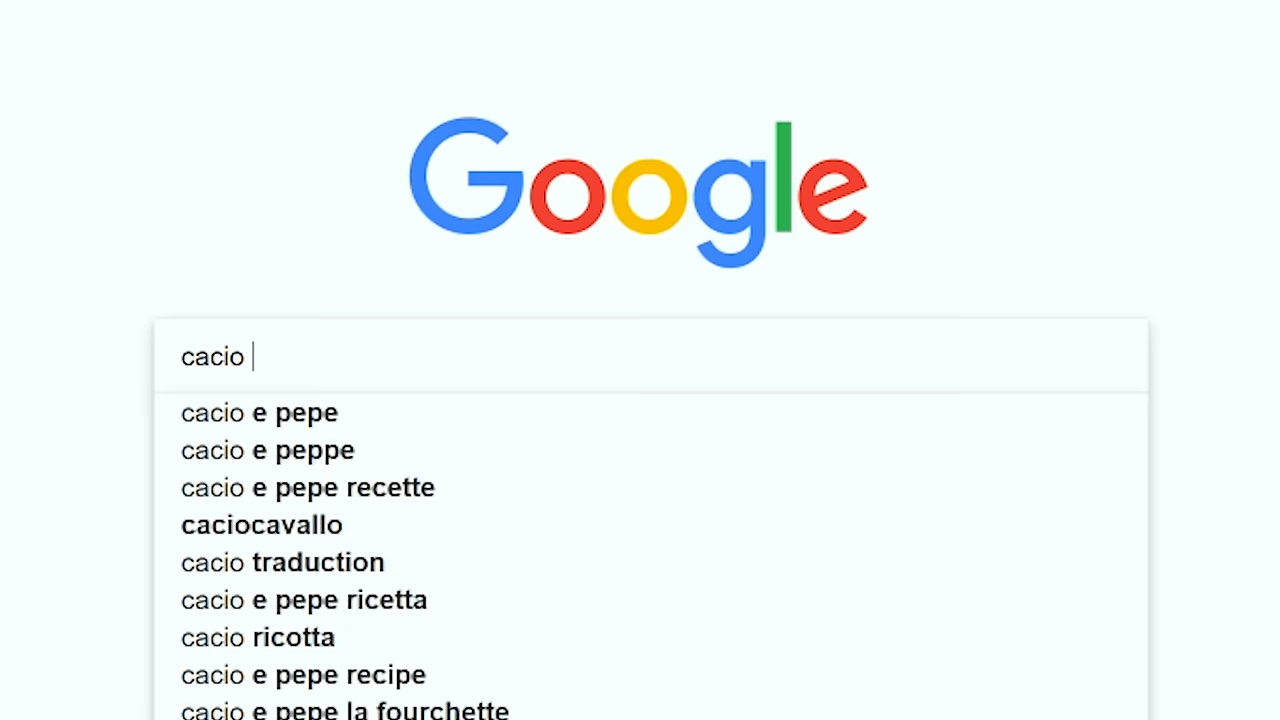 Google
cacio
cacio e pepe
cacio e peppe
cacio e pepe recette
caciocavallo
cacio traduction
cacio e pepe ricetta
cacio ricotta
cacio e pepe recipe
cacio e pepe la fourchette